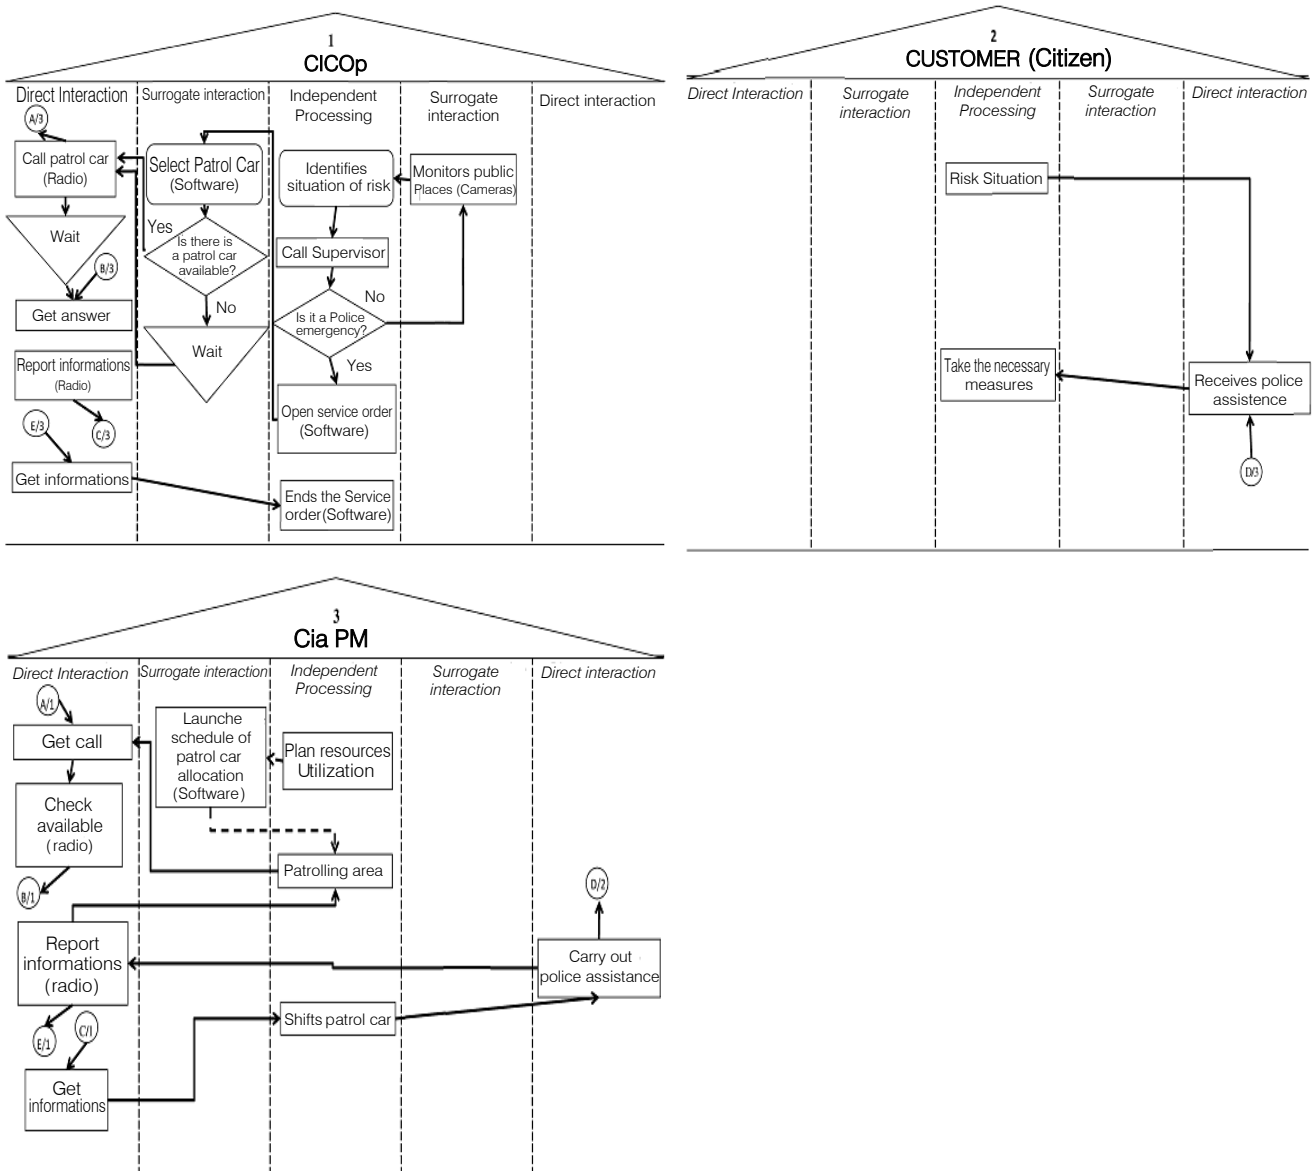 1
CICOp
Direct Interaction
Surrogate interaction
Independent
Processing
Surrogate
interaction
Direct interaction
A/3
Call patrol car
(Radio)
Wait
B/3
Get answer
Report informations
(Radio)
E/3
C/3
Get informations
Select Patrol Car
(Software)
Yes
Is there is
a patrol car
available?
No
Wait
Identifies
situation of risk
Call Supervisor
No
Is it a Police
emergency?
Yes
Open service order
(Software)
Ends the Service
order(Software)
Monitors public
Places (Cameras)
2
CUSTOMER (Citizen)
Direct Interaction
Surrogate
interaction
Independent
Processing
Surrogate
interaction
Direct interaction
Risk Situation
Take the necessary
measures
Receives police
assistence
D/3
3
Cia PM
Direct Interaction
Surrogate interaction
Independent
Processing
Surrogate
interaction
Direct interaction
A/1
Get call
Check
available
(radio)
B/1
Report
informations
(radio)
E/1
C/1
Get
informations
Launche
schedule of
patrol car
allocation
(Software)
Plan resources
Utilization
Patrolling area
Shifts patrol car
D/2
Carry out
police assistance